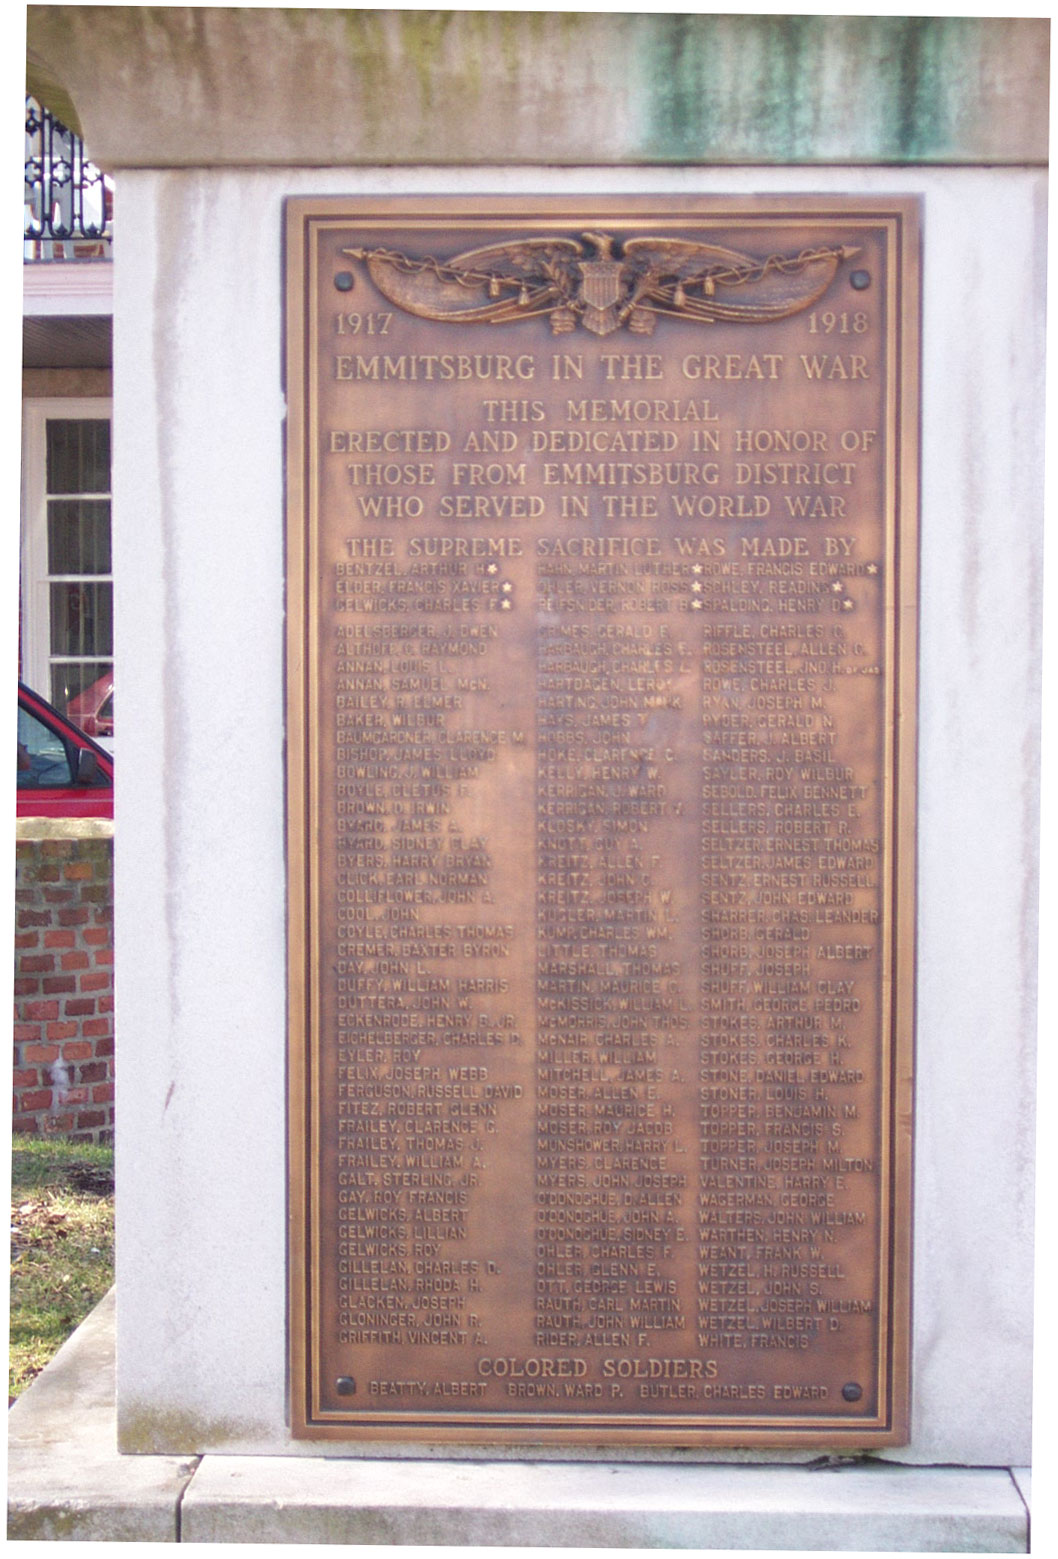 1917 1918
EMMITSBURG IN THE GREAT WAR
THIS MEMORIAL
ERECTED AND DEDICATED IN HONOR OF
THOSE FROM EMMITSBURG DISTRICT
WHO SERVED IN THE WORLD WAR
THE SUPREME SACRIFICE WAS MADE BY
BENTZEL, ARTHUR
ELDER, FRANCIS XAVER
GELWICKS, CHARLES
MARTIN LUTHER
REIFSNIDER, ROBERT
ROWE, FRANCIS EDWARD
READING
SPALDING, HENRY
ADELSBERGER, J. OWEN
ALTHOFF, C. RAYMOND
ANNAN, LOUIS
ANNAN, SAMUEL
BAILEY, R. ELMER
BAKER, WILBUR
BAUMGARDNER, CLARENCE M.
BISHOP, JAMES
BOWLING, J. WILLIAM
BOYLE, CLETUS
BROWN, IRWIN
BYARD, JAMES A.
BYARD, SIDNEY CLAY
BYERS, HARRY BRYAN
CLICK, EARL NORMAN
COLLIFLOWER, JOHN A.
COOL, JOHN
COYLE, CHARLES THOMAS
CREMER, BAXTER BYRON
DAY, JOHN L.
DUFFY, WILLIAM HARRIS
DUTTERA, JOHN W.
ECKENRODE, HENRY JR.
EICHELBERGER, CHARLES D.
EYLER, ROY
FELIX, JOSEPH WEBB
FERGUSON, RUSSELL DAVID
FITEZ, ROBERT GLENN
FRAILEY, CLARENCE G.
FRAILEY, THOMAS J.
FRAILEY, WILLIAM A.
GALT, STERLING, JR.
GAY, ROY FRANCIS
GELWICKS, ALBERT
GELWICKS, LILLIAN
GELWICKS, ROY
GILLELAN, CHARLES D.
GILLELAN, RHODA H.
GLACKEN, JOSEPH
GLONINGER, JOHN R.
GRIFFITH, VINCENT A.
GERALD
HARBAUGH, CHARLES
HARBAUGH, CHARLES
HARTDAGEN,
HARTING, JOHN
HAYS, JAMES T.
HOBBS, JOHN
HOKE, CLARENCE
KELLY, HENRY W.
KERRIGAN, J. WARD
KERRIGAN, ROBERT
KLOSKY, SIMON
KNOTT, GUY A.
KREITZ, ALLEN F.
KREITZ, JOHN
KREITZ, JOSEPH W.
KUGLER, MARTIN L.
KUMP, CHARLES WM.
LITTLE, THOMAS
MARSHALL, THOMAS
MARTIN, MAURICE
MCNISSICK, WILLIAM L.
MCMORRIS, JOHN THOS.
MCNAIR, CHARLES A.
MILLER, WILLIAM
MITCHELL, JAMES A.
MOSER, ALLEN E.
MOSER, MAURICE H.
MOSER, ROY JACOB
MUNSHOWER, HARRY L.
MYERS, CLARENCE
MYERS, JOHN JOSEPH
O'DONOGHUE, D. ALLEN
O'DONOGHUE, JOHN A.
O'DONOGHUE, SIDNEY E.
OHLER, CHARLES F.
OHLER, GLENN E.
OTT, GEORGE LEWIS
RAUTH, CARL MARTIN
RAUTH, JOHN WILLIAM
RIDER, ALLEN F.
RIFFLE, CHARLES
ROSENSTEEL, ALLEN
ROSENSTEEL, JNO
ROWE, CHARLES J.
RYAN, JOSEPH M.
RYDER, GERALD N.
SAFFER, J. ALBERT
SANDERS, J. BASIL
SAYLER, ROY WILBUR
SEBOLD, FELIX BENNETT
SELLERS, CHARLES L.
SELLERS, ROBERT R.
SELTZER, ERNEST THOMAS
SELTZER, JAMES EDWARD
SENTZ, ERNEST RUSSELL
SENTZ, JOHN EDWARD
SHARRER, CHAS. LEANDER
SHORB, GERALD
SHORB, JOSEPH ALBERT
SHUFF, JOSEPH
SHUFF, WILLIAM CLAY
SMITH, GEORGE PEDRO
STOKES, ARTHUR M.
STOKES, CHARLES K.
STOKES, GEORGE H.
STONE, DANIEL EDWARD
STONER, LOUIS H.
TOPPER, BENJAMIN M.
TOPPER, FRANCIS S.
TOPPER, JOSEPH M.
TURNER, JOSEPH MILTON
VALENTINE, HARRY E.
WAGERMAN, GEORGE
WALTERS, JOHN WILLIAM
WARTHEN, HENRY N.
WEANT, FRANK W.
WETZEL, J. RUSSELL
WETZEL, JOHN S.
WETZEL, JOSEPH WILLIAM
WETZEL, WILBERT D.
WHITE, FRANCIS
COLORED SOLDIERS
BEATTY, ALBERT BROWN, WARD P. BUTLER, CHARLES EDWARD